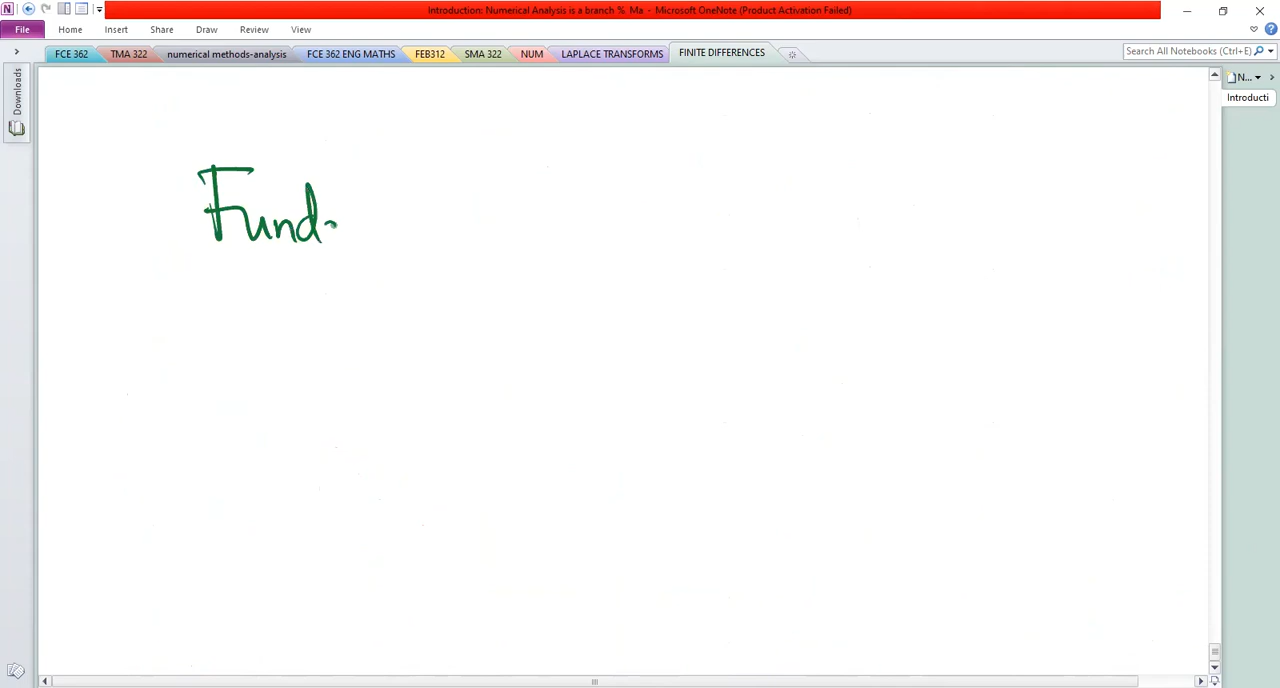 Introduction: Numerical Analysis is a branch %. Ma - Microsoft OneNote (Product Activation Failed)
File Home Insert Share Draw Review View
FCE 362 TMA 322 numerical methods-analysis FCE 362 ENG MATHS FEB312 SMA 322 NUM LAPLACE TRANSFORMS FINITE DIFFERENCES Search All Notebooks (Ctrl+E)
Downloads
N...
Introducti
Fund